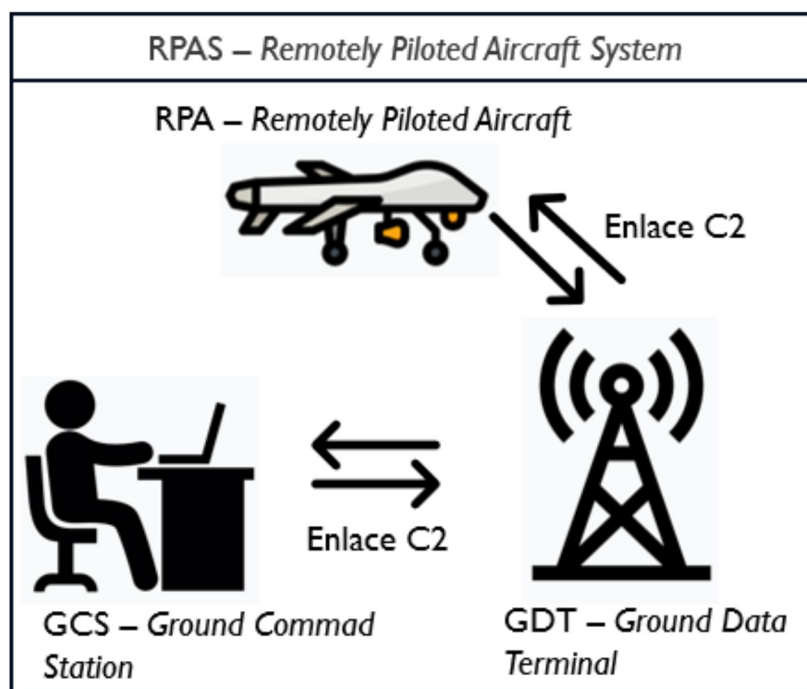 RPAS – Remotely Piloted Aircraft System
RPA – Remotely Piloted Aircraft
Enlace C2
Enlace C2
GCS – Ground Commad
Station
GDT – Ground Data
Terminal